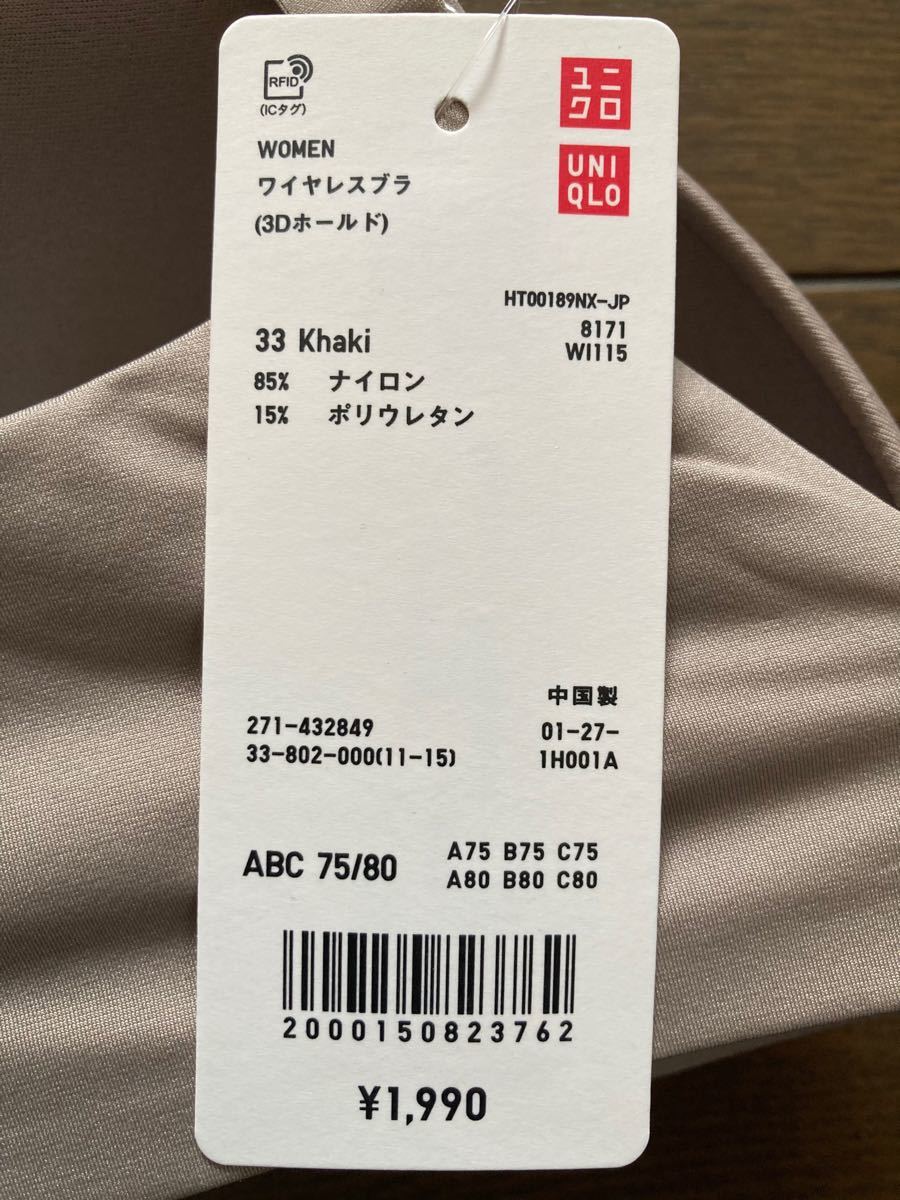 RFID
(ICタグ)
ユニ
クロ
UNI
QLO
WOMEN
ワイヤレスブラ
(3Dホールド)
HT00189NX-JP
8171
WI115
33 Khaki
85% ナイロン
15% ポリウレタン
中国製
271-432849 01-27-
33-802-000(11-15) 1H001A
ABC 75/80
A75 B75 C75
A80 B80 C80
2000150823762
¥1,990